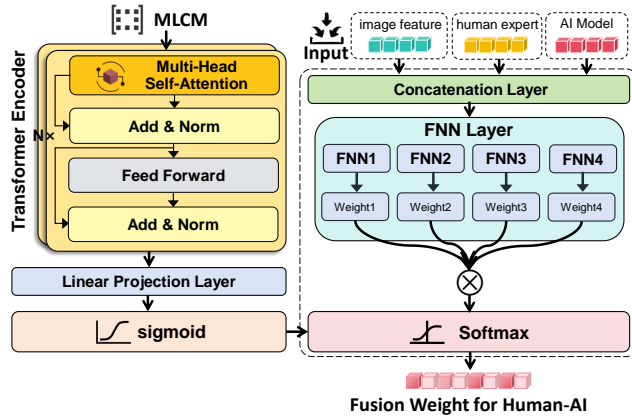 MLCM
Transformer Encoder
N×
Multi-Head
Self-Attention
Add & Norm
Feed Forward
Add & Norm
Linear Projection Layer
sigmoid
Input
image feature
human expert
AI Model
Concatenation Layer
FNN Layer
FNN1
FNN2
FNN3
FNN4
Weight1
Weight2
Weight3
Weight4
Softmax
Fusion Weight for Human-AI